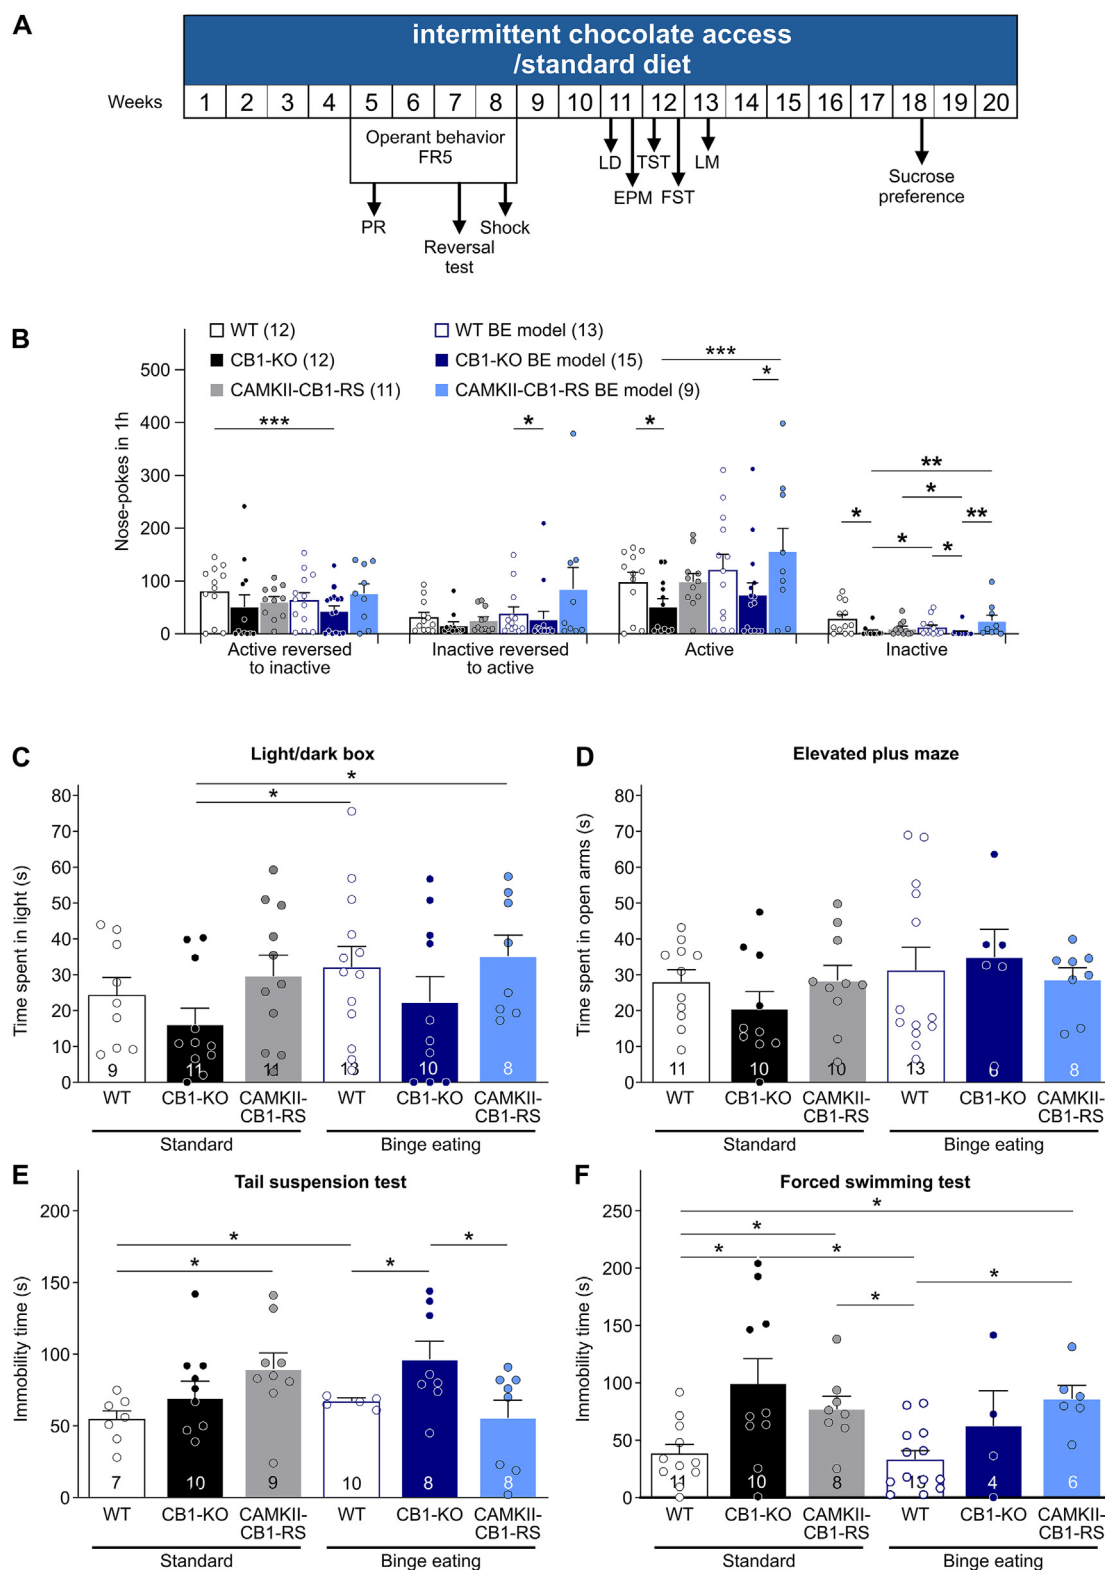 A
intermittent chocolate access
/standard diet
Weeks 1 2 3 4 5 6 7 8 9 10 11 12 13 14 15 16 17 18 19 20
Operant behavior
FR5
LD TST LM
EPM FST
Sucrose
preference
PR Shock
Reversal
test
B
WT (12) WT BE model (13)
CB1-KO (12) CB1-KO BE model (15)
CAMKII-CB1-RS (11) CAMKII-CB1-RS BE model (9)
Nose-pokes in 1h
500
400
300
200
100
0
*** * * *** * * ** * * * * **
Active reversed
to inactive
Inactive reversed
to active
Active
Inactive
C
Light/dark box
Time spent in light (s)
80
70
60
50
40
30
20
10
0
* *
9 11 11 13 10 8
WT CB1-KO CAMKII-
CB1-RS
WT CB1-KO CAMKII-
CB1-RS
Standard Binge eating
D
Elevated plus maze
Time spent in open arms (s)
80
70
60
50
40
30
20
10
0
11 10 10 13 6 8
WT CB1-KO CAMKII-
CB1-RS
WT CB1-KO CAMKII-
CB1-RS
Standard Binge eating
E
Tail suspension test
Immobility time (s)
200
150
100
50
0
* * * *
7 10 9 10 8 8
WT CB1-KO CAMKII-
CB1-RS
WT CB1-KO CAMKII-
CB1-RS
Standard Binge eating
F
Forced swimming test
Immobility time (s)
250
200
150
100
50
0
* * * * * *
11 10 8 13 4 6
WT CB1-KO CAMKII-
CB1-RS
WT CB1-KO CAMKII-
CB1-RS
Standard Binge eating